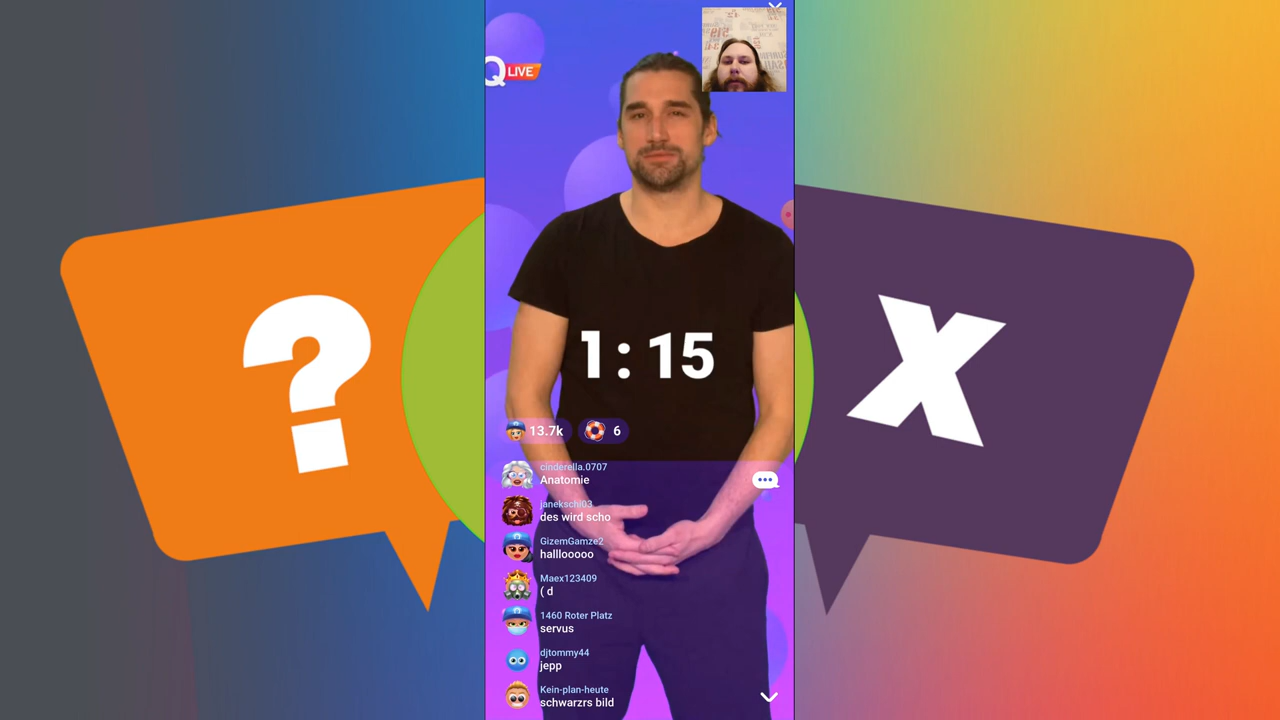 Q LIVE
?
X
1:15
13.7k
6
cinderella.0707
Anatomie
janekschi03
des wird scho
GizemGamze2
halllooooo
Maex123409
( d
1460 Roter Platz
servus
djtommy44
jepp
Kein-plan-heute
schwarzrs bild